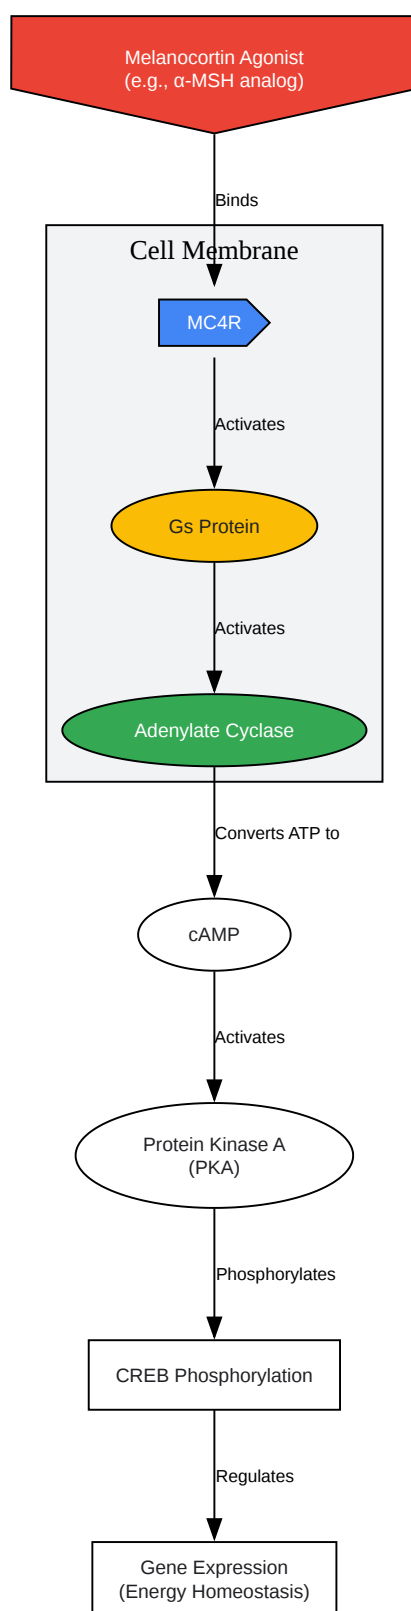 Melanocortin Agonist
(e.g., α-MSH analog)
Binds
Cell Membrane
MC4R
Activates
Gs Protein
Activates
Adenylate Cyclase
Converts ATP to
cAMP
Activates
Protein Kinase A
(PKA)
Phosphorylates
CREB Phosphorylation
Regulates
Gene Expression
(Energy Homeostasis)